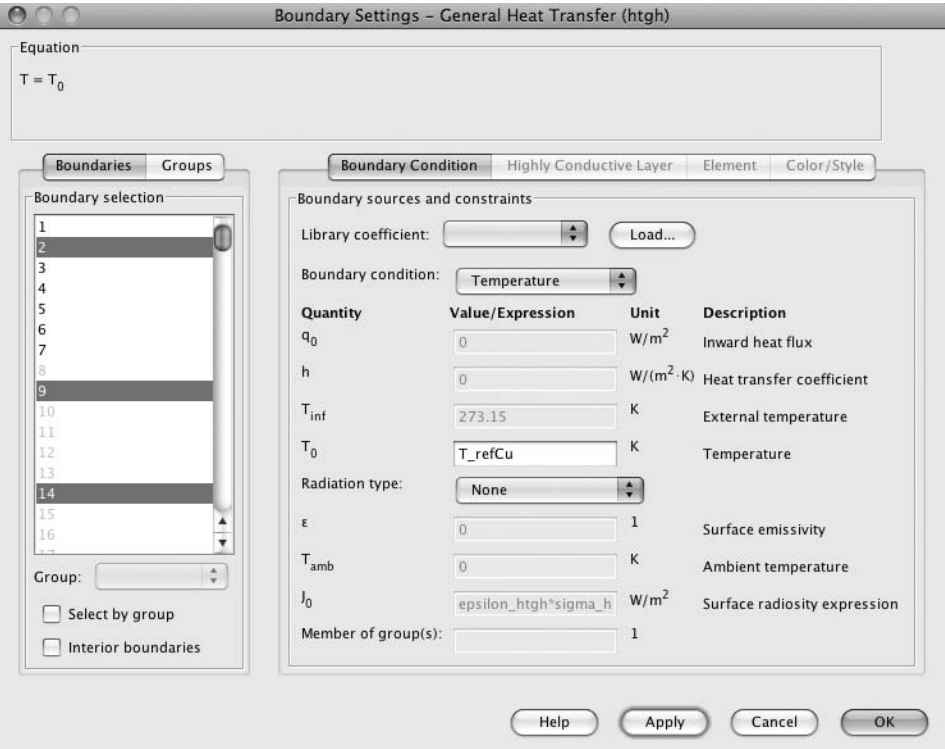 Boundary Settings – General Heat Transfer (htgh)
Equation
T = T0
Boundaries Groups
Boundary selection
1
2
3
4
5
6
7
8
9
10
11
12
13
14
15
16
17
Group:
Select by group
Interior boundaries
Boundary Condition Highly Conductive Layer Element Color/Style
Boundary sources and constraints
Library coefficient: Load...
Boundary condition: Temperature
Quantity Value/Expression Unit Description
q0 0 W/m2 Inward heat flux
h 0 W/(m2·K) Heat transfer coefficient
Tinf 273.15 K External temperature
T0 T_refCu K Temperature
Radiation type: None
ε 0 1 Surface emissivity
Tamb 0 K Ambient temperature
J0 epsilon_htgh*sigma_h W/m2 Surface radiosity expression
Member of group(s): 1
Help Apply Cancel OK